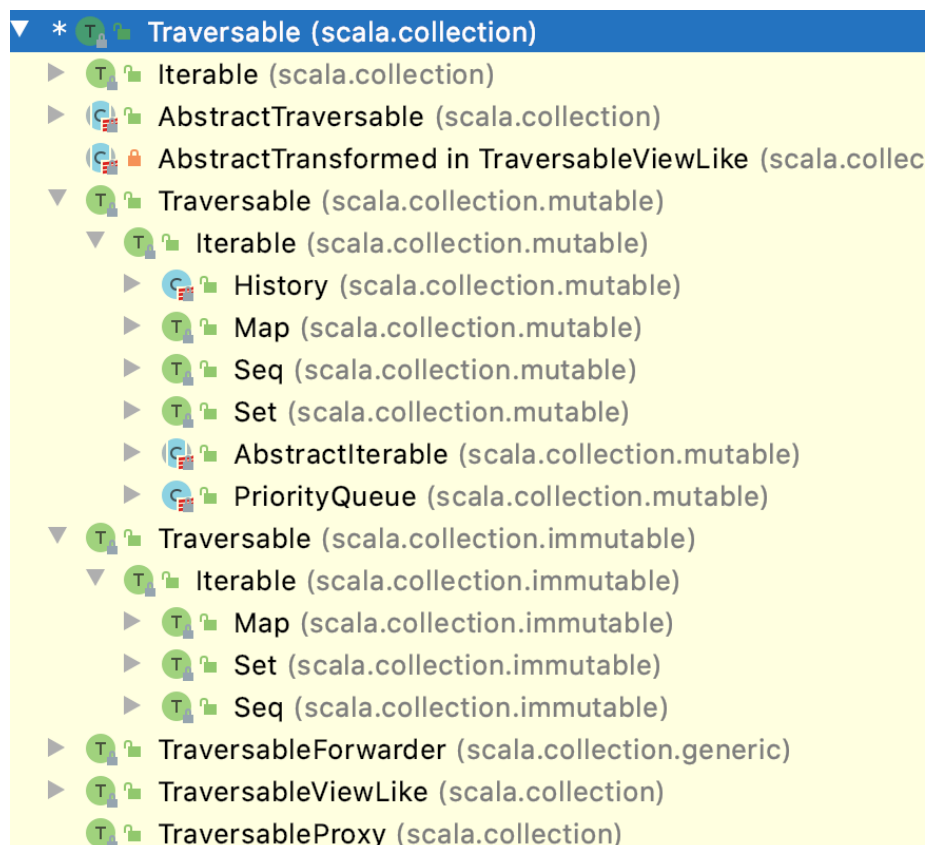 * T Traversable (scala.collection)
T Iterable (scala.collection)
C AbstractTraversable (scala.collection)
C AbstractTransformed in TraversableViewLike (scala.collec
T Traversable (scala.collection.mutable)
T Iterable (scala.collection.mutable)
C History (scala.collection.mutable)
T Map (scala.collection.mutable)
T Seq (scala.collection.mutable)
T Set (scala.collection.mutable)
C AbstractIterable (scala.collection.mutable)
C PriorityQueue (scala.collection.mutable)
T Traversable (scala.collection.immutable)
T Iterable (scala.collection.immutable)
T Map (scala.collection.immutable)
T Set (scala.collection.immutable)
T Seq (scala.collection.immutable)
T TraversableForwarder (scala.collection.generic)
T TraversableViewLike (scala.collection)
T TraversableProxy (scala.collection)